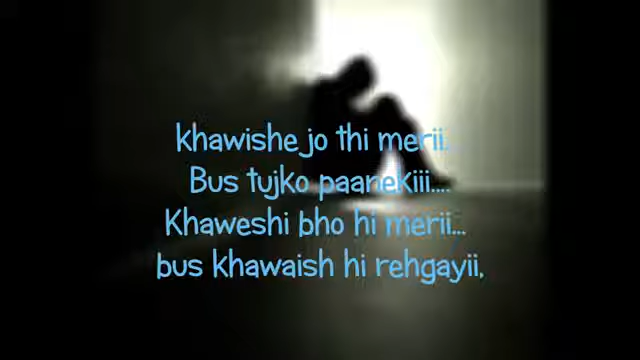 khawishe jo thi merii.
Bus tujko paanekiii....
Khaweshi bho hi merii...
bus khawaish hi rehgayii,